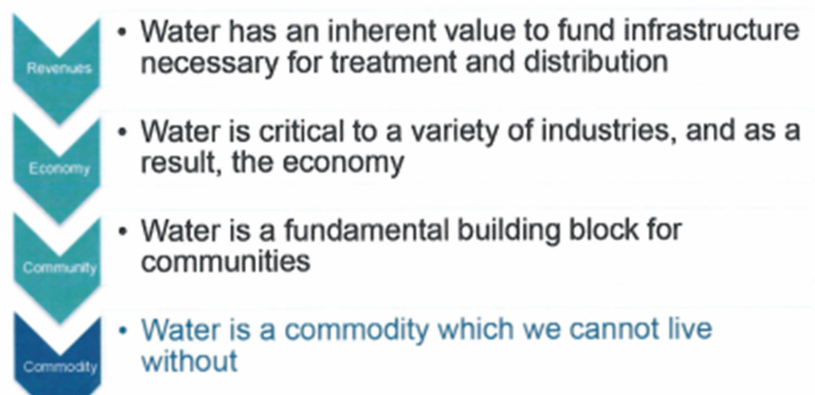 Revenues
• Water has an inherent value to fund infrastructure
necessary for treatment and distribution
Economy
• Water is critical to a variety of industries, and as a
result, the economy
Community
• Water is a fundamental building block for
communities
Commodity
• Water is a commodity which we cannot live
without